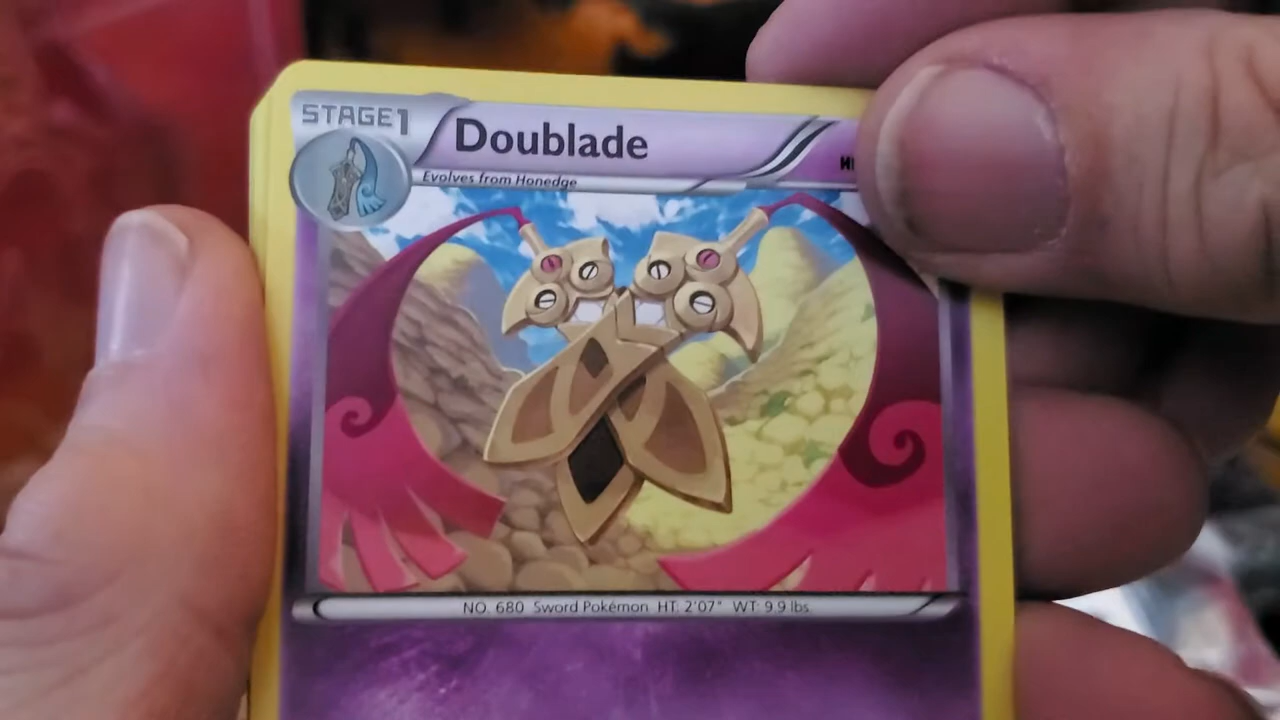 STAGE1
Doublade
Evolves from Honedge
NO. 680 Sword Pokémon HT: 2'07" WT: 9.9 lbs.